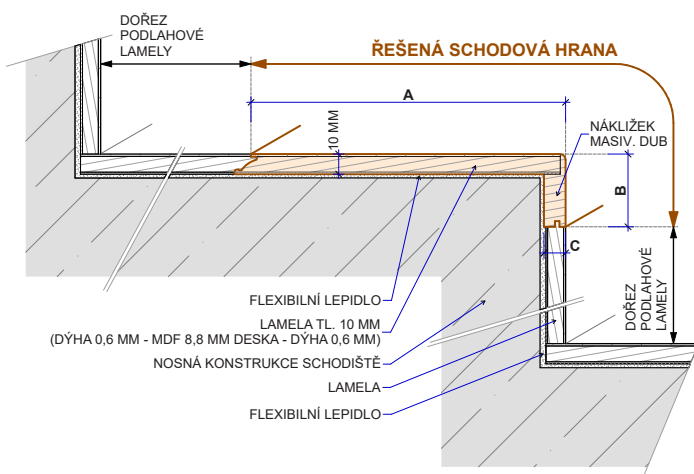 DOŘEZ
PODLAHOVÉ
LAMELY
ŘEŠENÁ SCHODOVÁ HRANA
A
10 MM
NÁKLIŽEK
MASIV. DUB
B
C
DOŘEZ
PODLAHOVÉ
LAMELY
FLEXIBILNÍ LEPIDLO
LAMELA TL. 10 MM
(DÝHA 0,6 MM - MDF 8,8 MM DESKA - DÝHA 0,6 MM)
NOSNÁ KONSTRUKCE SCHODIŠTĚ
LAMELA
FLEXIBILNÍ LEPIDLO